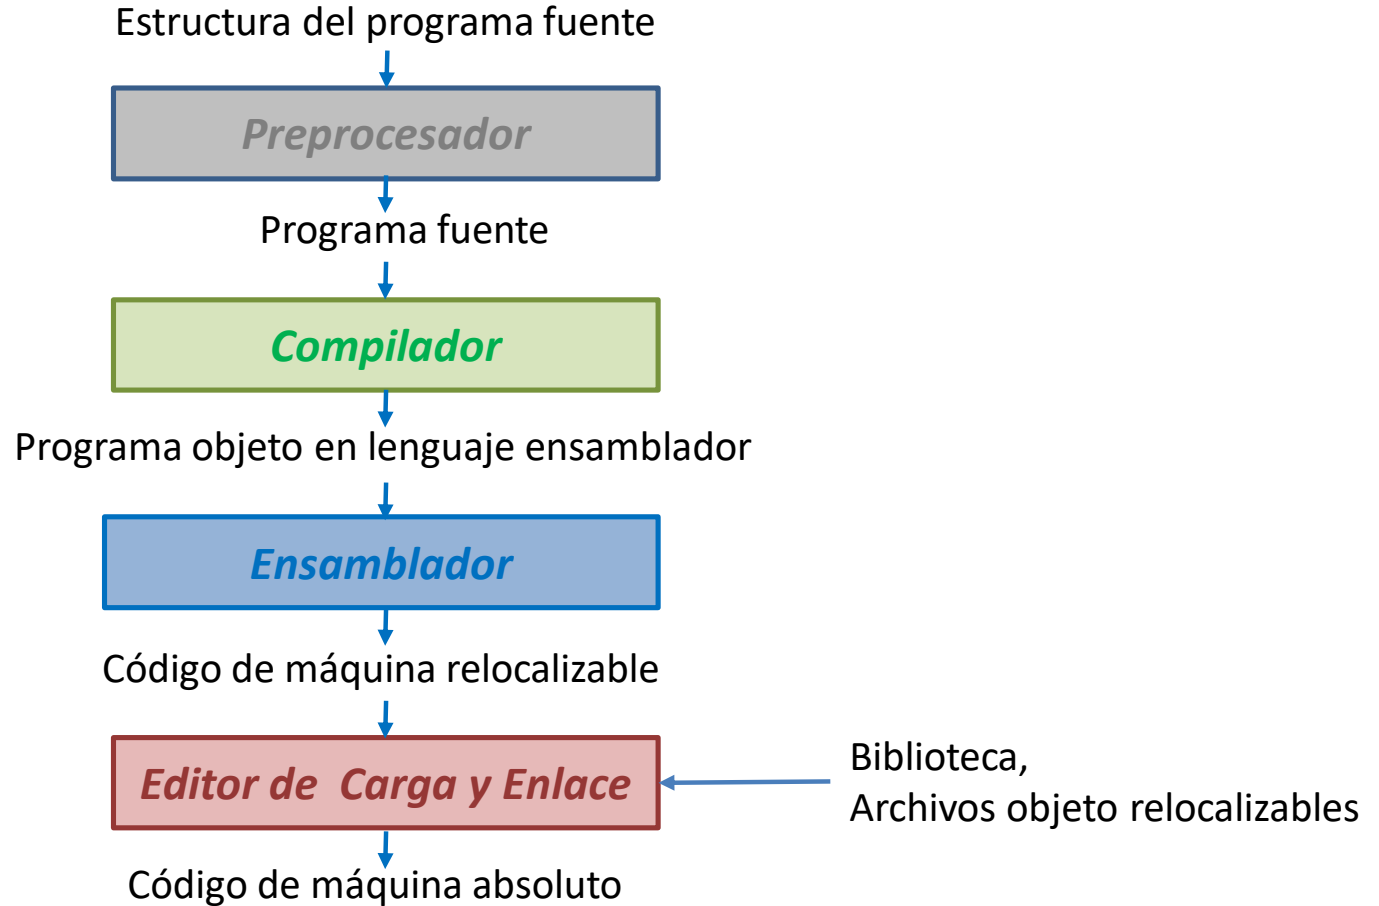 Estructura del programa fuente
Preprocesador
Programa fuente
Compilador
Programa objeto en lenguaje ensamblador
Ensamblador
Código de máquina relocalizable
Editor de Carga y Enlace
Biblioteca,
Archivos objeto relocalizables
Código de máquina absoluto